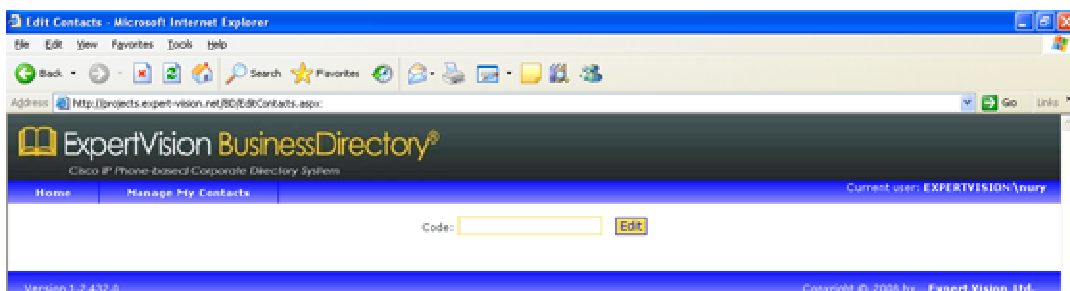 Edit Contacts - Microsoft Internet Explorer
File Edit View Favorites Tools Help
Back Search Favorites
Address http://projects.expert-vision.net/BD/EditContacts.aspx: Go Links
ExpertVision BusinessDirectory®
Cisco IP Phone-based Corporate Directory System
Home Manage My Contacts Current user: EXPERTVISION\nury
Code: Edit
Version 1.2.432.0 Copyright © 2008 by Expert Vision Ltd.